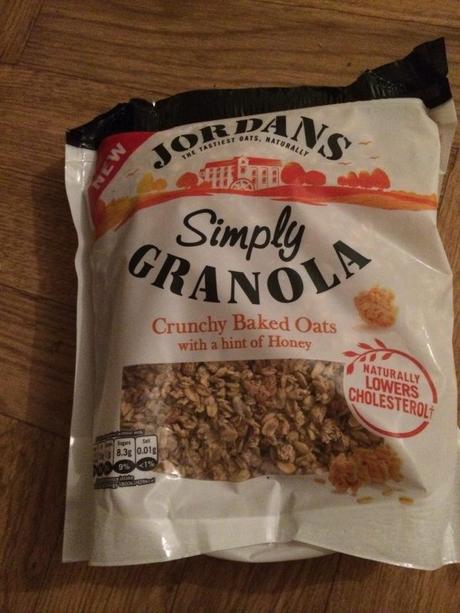 NEW
JORDANS
THE TASTIEST OATS, NATURALLY
Simply
GRANOLA
Crunchy Baked Oats
with a hint of Honey
NATURALLY
LOWERS
CHOLESTEROL†
Sugars Salt
8.3g 0.01g
9% <1%